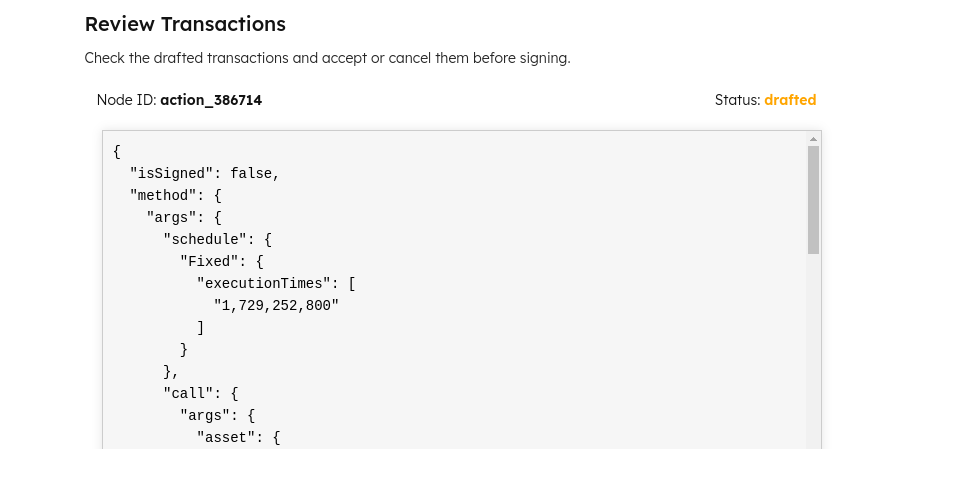 Review Transactions
Check the drafted transactions and accept or cancel them before signing.
Node ID: action_386714 Status: drafted
{
  "isSigned": false,
  "method": {
    "args": {
      "schedule": {
        "Fixed": {
          "executionTimes": [
            "1,729,252,800"
          ]
        }
      },
      "call": {
        "args": {
          "asset": {